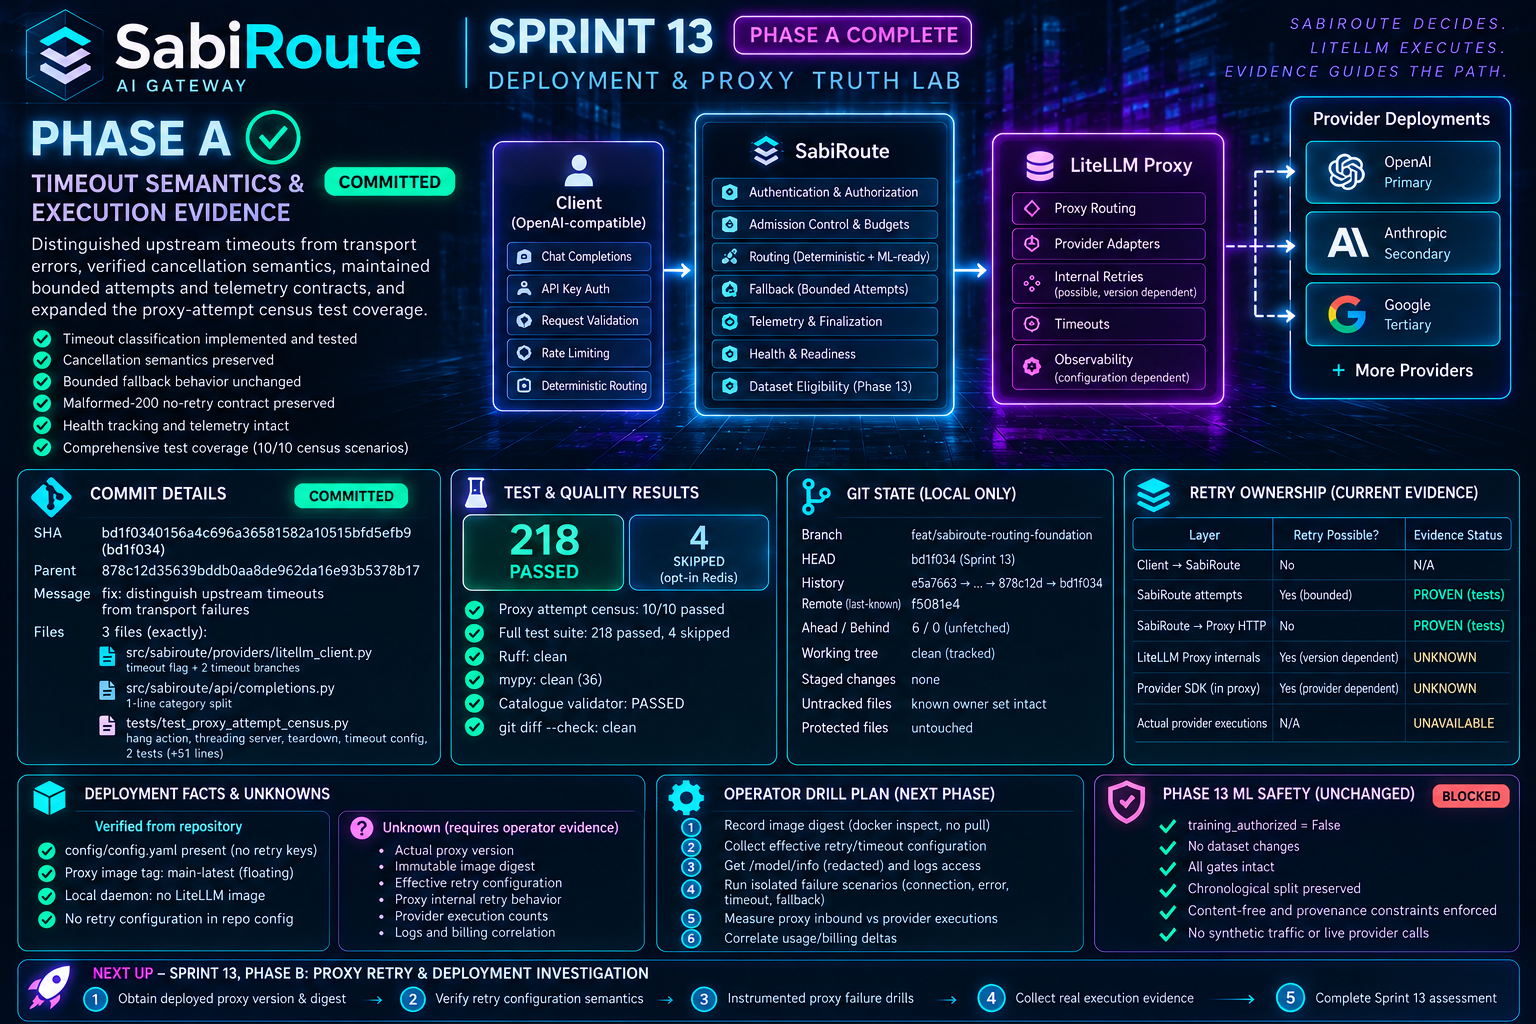 SabiRoute
AI GATEWAY
SPRINT 13
PHASE A COMPLETE
DEPLOYMENT & PROXY TRUTH LAB
SABIROUTE DECIDES.
LITELLM EXECUTES.
EVIDENCE GUIDES THE PATH.
PHASE A
TIMEOUT SEMANTICS &
EXECUTION EVIDENCE
COMMITTED
Distinguished upstream timeouts from transport
errors, verified cancellation semantics, maintained
bounded attempts and telemetry contracts, and
expanded the proxy-attempt census test coverage.
Timeout classification implemented and tested
Cancellation semantics preserved
Bounded fallback behavior unchanged
Malformed-200 no-retry contract preserved
Health tracking and telemetry intact
Comprehensive test coverage (10/10 census scenarios)
Client
(OpenAI-compatible)
Chat Completions
API Key Auth
Request Validation
Rate Limiting
Deterministic Routing
SabiRoute
Authentication & Authorization
Admission Control & Budgets
Routing (Deterministic + ML-ready)
Fallback (Bounded Attempts)
Telemetry & Finalization
Health & Readiness
Dataset Eligibility (Phase 13)
LiteLLM Proxy
Proxy Routing
Provider Adapters
Internal Retries
(possible, version dependent)
Timeouts
Observability
(configuration dependent)
Provider Deployments
OpenAI
Primary
Anthropic
Secondary
Google
Tertiary
+ More Providers
COMMIT DETAILS
COMMITTED
SHA bd1f0340156a4c696a36581582a10515bfd5efb9
(bd1f034)
Parent 878c12d35639bddb0aa8de962da16e93b5378b17
Message fix: distinguish upstream timeouts
from transport failures
Files 3 files (exactly):
src/sabiroute/providers/litellm_client.py
timeout flag + 2 timeout branches
src/sabiroute/api/completions.py
1-line category split
tests/test_proxy_attempt_census.py
hang action, threading server, teardown, timeout config,
2 tests (+51 lines)
TEST & QUALITY RESULTS
218
PASSED
4
SKIPPED
(opt-in Redis)
Proxy attempt census: 10/10 passed
Full test suite: 218 passed, 4 skipped
Ruff: clean
mypy: clean (36)
Catalogue validator: PASSED
git diff --check: clean
GIT STATE (LOCAL ONLY)
Branch feat/sabiroute-routing-foundation
HEAD bd1f034 (Sprint 13)
History e5a7663 → ... → 878c12d → bd1f034
Remote (last-known) f5081e4
Ahead / Behind 6 / 0 (unfetched)
Working tree clean (tracked)
Staged changes none
Untracked files known owner set intact
Protected files untouched
RETRY OWNERSHIP (CURRENT EVIDENCE)
Layer Retry Possible? Evidence Status
Client → SabiRoute No N/A
SabiRoute attempts Yes (bounded) PROVEN (tests)
SabiRoute → Proxy HTTP No PROVEN (tests)
LiteLLM Proxy internals Yes (version dependent) UNKNOWN
Provider SDK (in proxy) Yes (provider dependent) UNKNOWN
Actual provider executions N/A UNAVAILABLE
DEPLOYMENT FACTS & UNKNOWNS
Verified from repository
config/config.yaml present (no retry keys)
Proxy image tag: main-latest (floating)
Local daemon: no LiteLLM image
No retry configuration in repo config
? Unknown (requires operator evidence)
• Actual proxy version
• Immutable image digest
• Effective retry configuration
• Proxy internal retry behavior
• Provider execution counts
• Logs and billing correlation
OPERATOR DRILL PLAN (NEXT PHASE)
1 Record image digest (docker inspect, no pull)
2 Collect effective retry/timeout configuration
3 Get /model/info (redacted) and logs access
4 Run isolated failure scenarios (connection, error,
timeout, fallback)
5 Measure proxy inbound vs provider executions
6 Correlate usage/billing deltas
PHASE 13 ML SAFETY (UNCHANGED)
BLOCKED
training_authorized = False
No dataset changes
All gates intact
Chronological split preserved
Content-free and provenance constraints enforced
No synthetic traffic or live provider calls
NEXT UP – SPRINT 13, PHASE B: PROXY RETRY & DEPLOYMENT INVESTIGATION
1 Obtain deployed proxy version & digest → 2 Verify retry configuration semantics → 3 Instrumented proxy failure drills → 4 Collect real execution evidence → 5 Complete Sprint 13 assessment